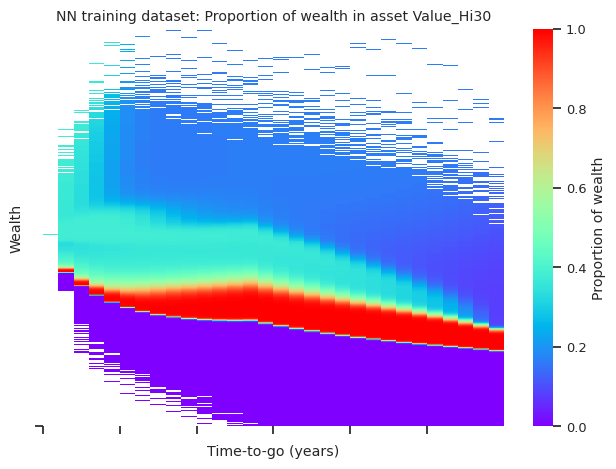 NN training dataset: Proportion of wealth in asset Value_Hi30
Wealth
Time-to-go (years)
1.0
0.8
0.6
0.4
0.2
0.0
Proportion of wealth